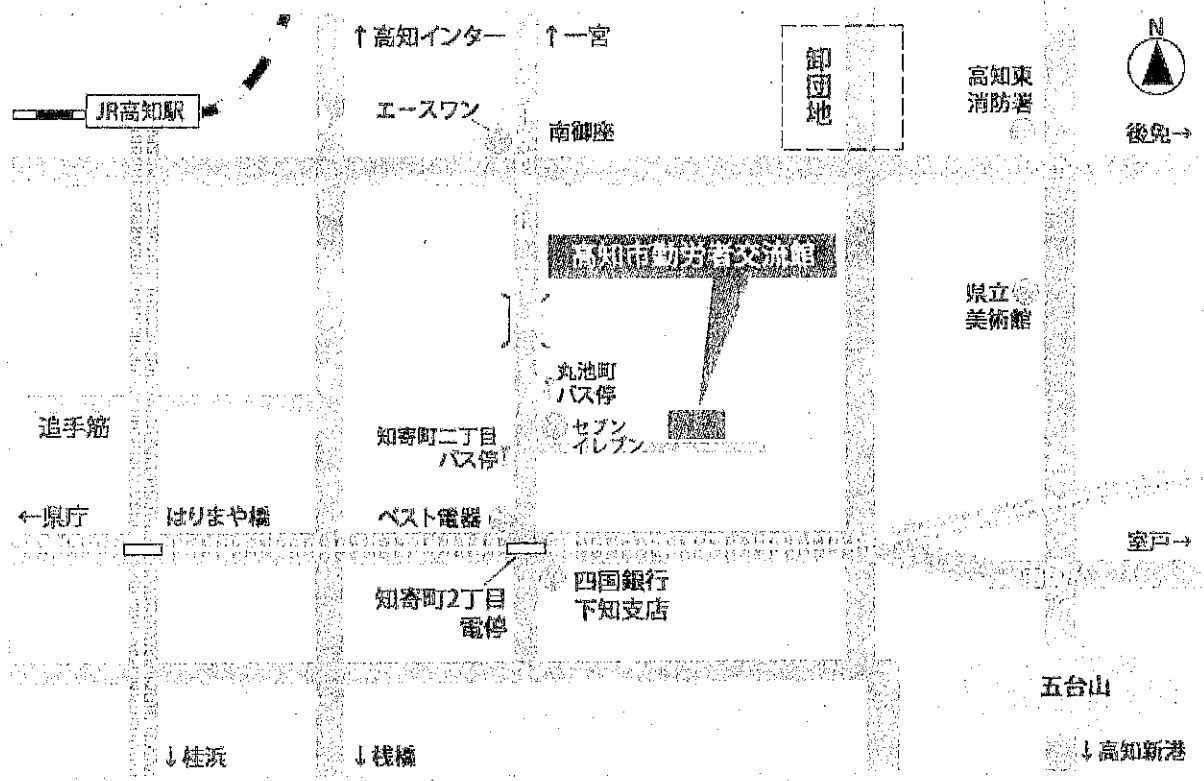 ↑高知インター
↑一宮
N
卸団地
高知東
消防署
JR高知駅
エースワン
南御座
後免→
高知市勤労者交流館
県立
美術館
丸池町
バス停
追手筋
知寄町二丁目
バス停
セブン
イレブン
←県庁
はりまや橋
ベスト電器
室戸→
知寄町2丁目
電停
四国銀行
下知支店
五台山
↓桂浜
↓桟橋
↓高知新港